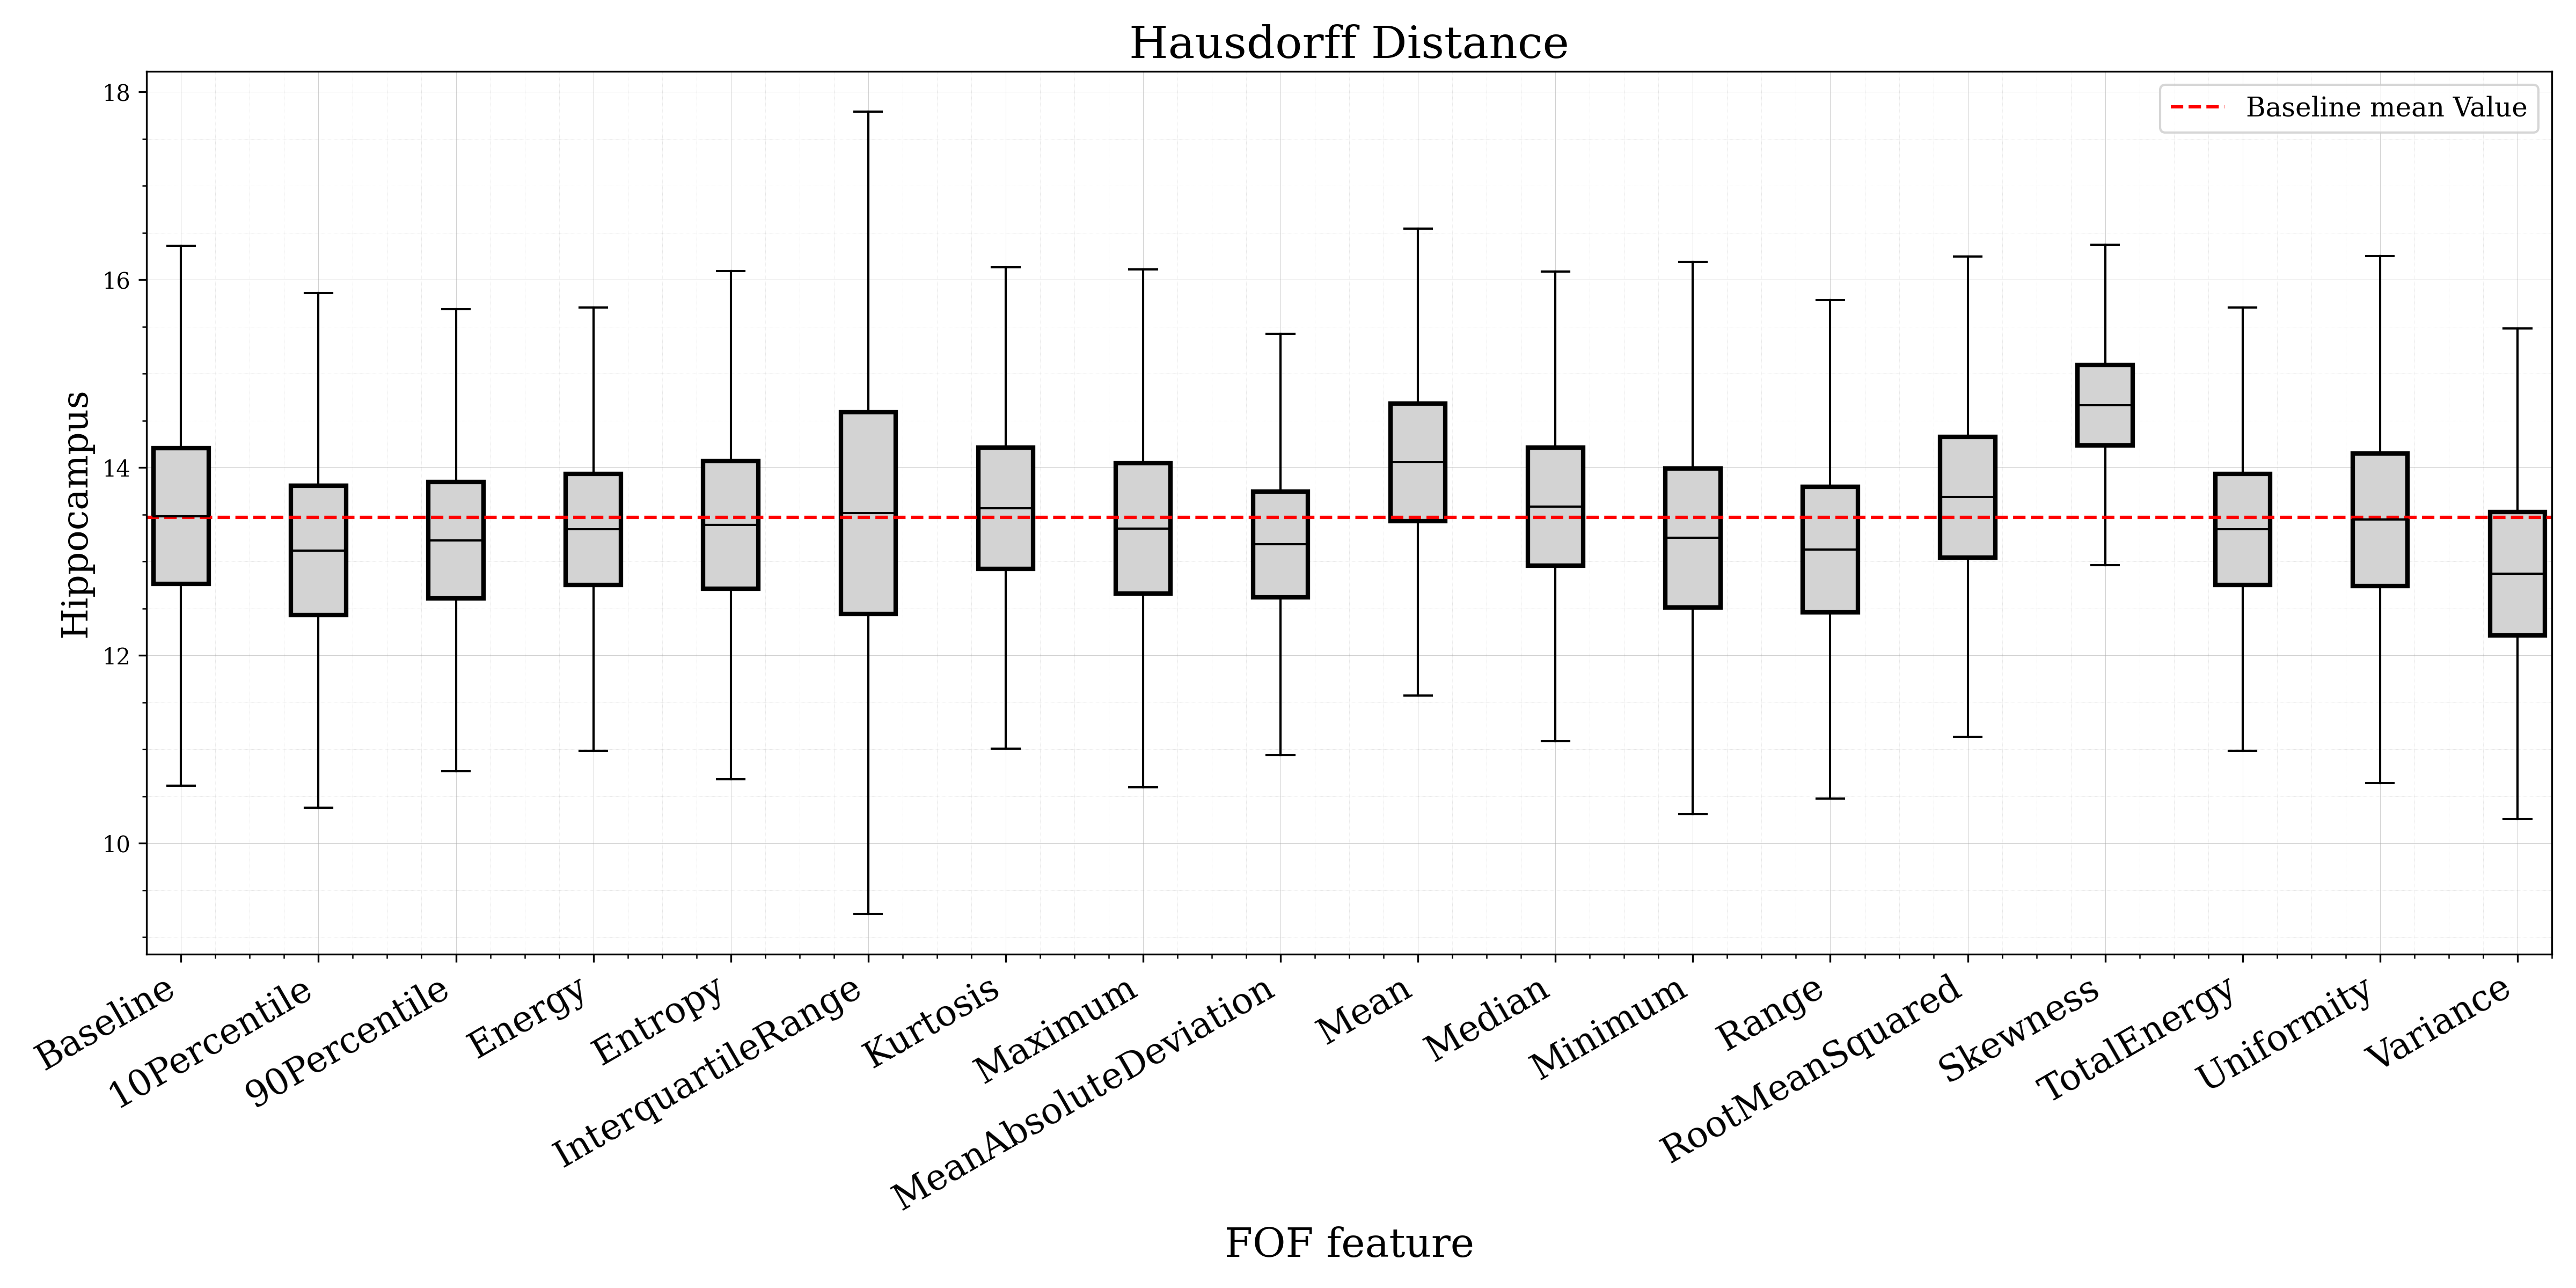 Hausdorff Distance
Baseline mean Value
Hippocampus
18
16
14
12
10
Baseline
10Percentile
90Percentile
Energy
Entropy
InterquartileRange
Kurtosis
Maximum
MeanAbsoluteDeviation
Mean
Median
Minimum
Range
RootMeanSquared
Skewness
TotalEnergy
Uniformity
Variance
FOF feature